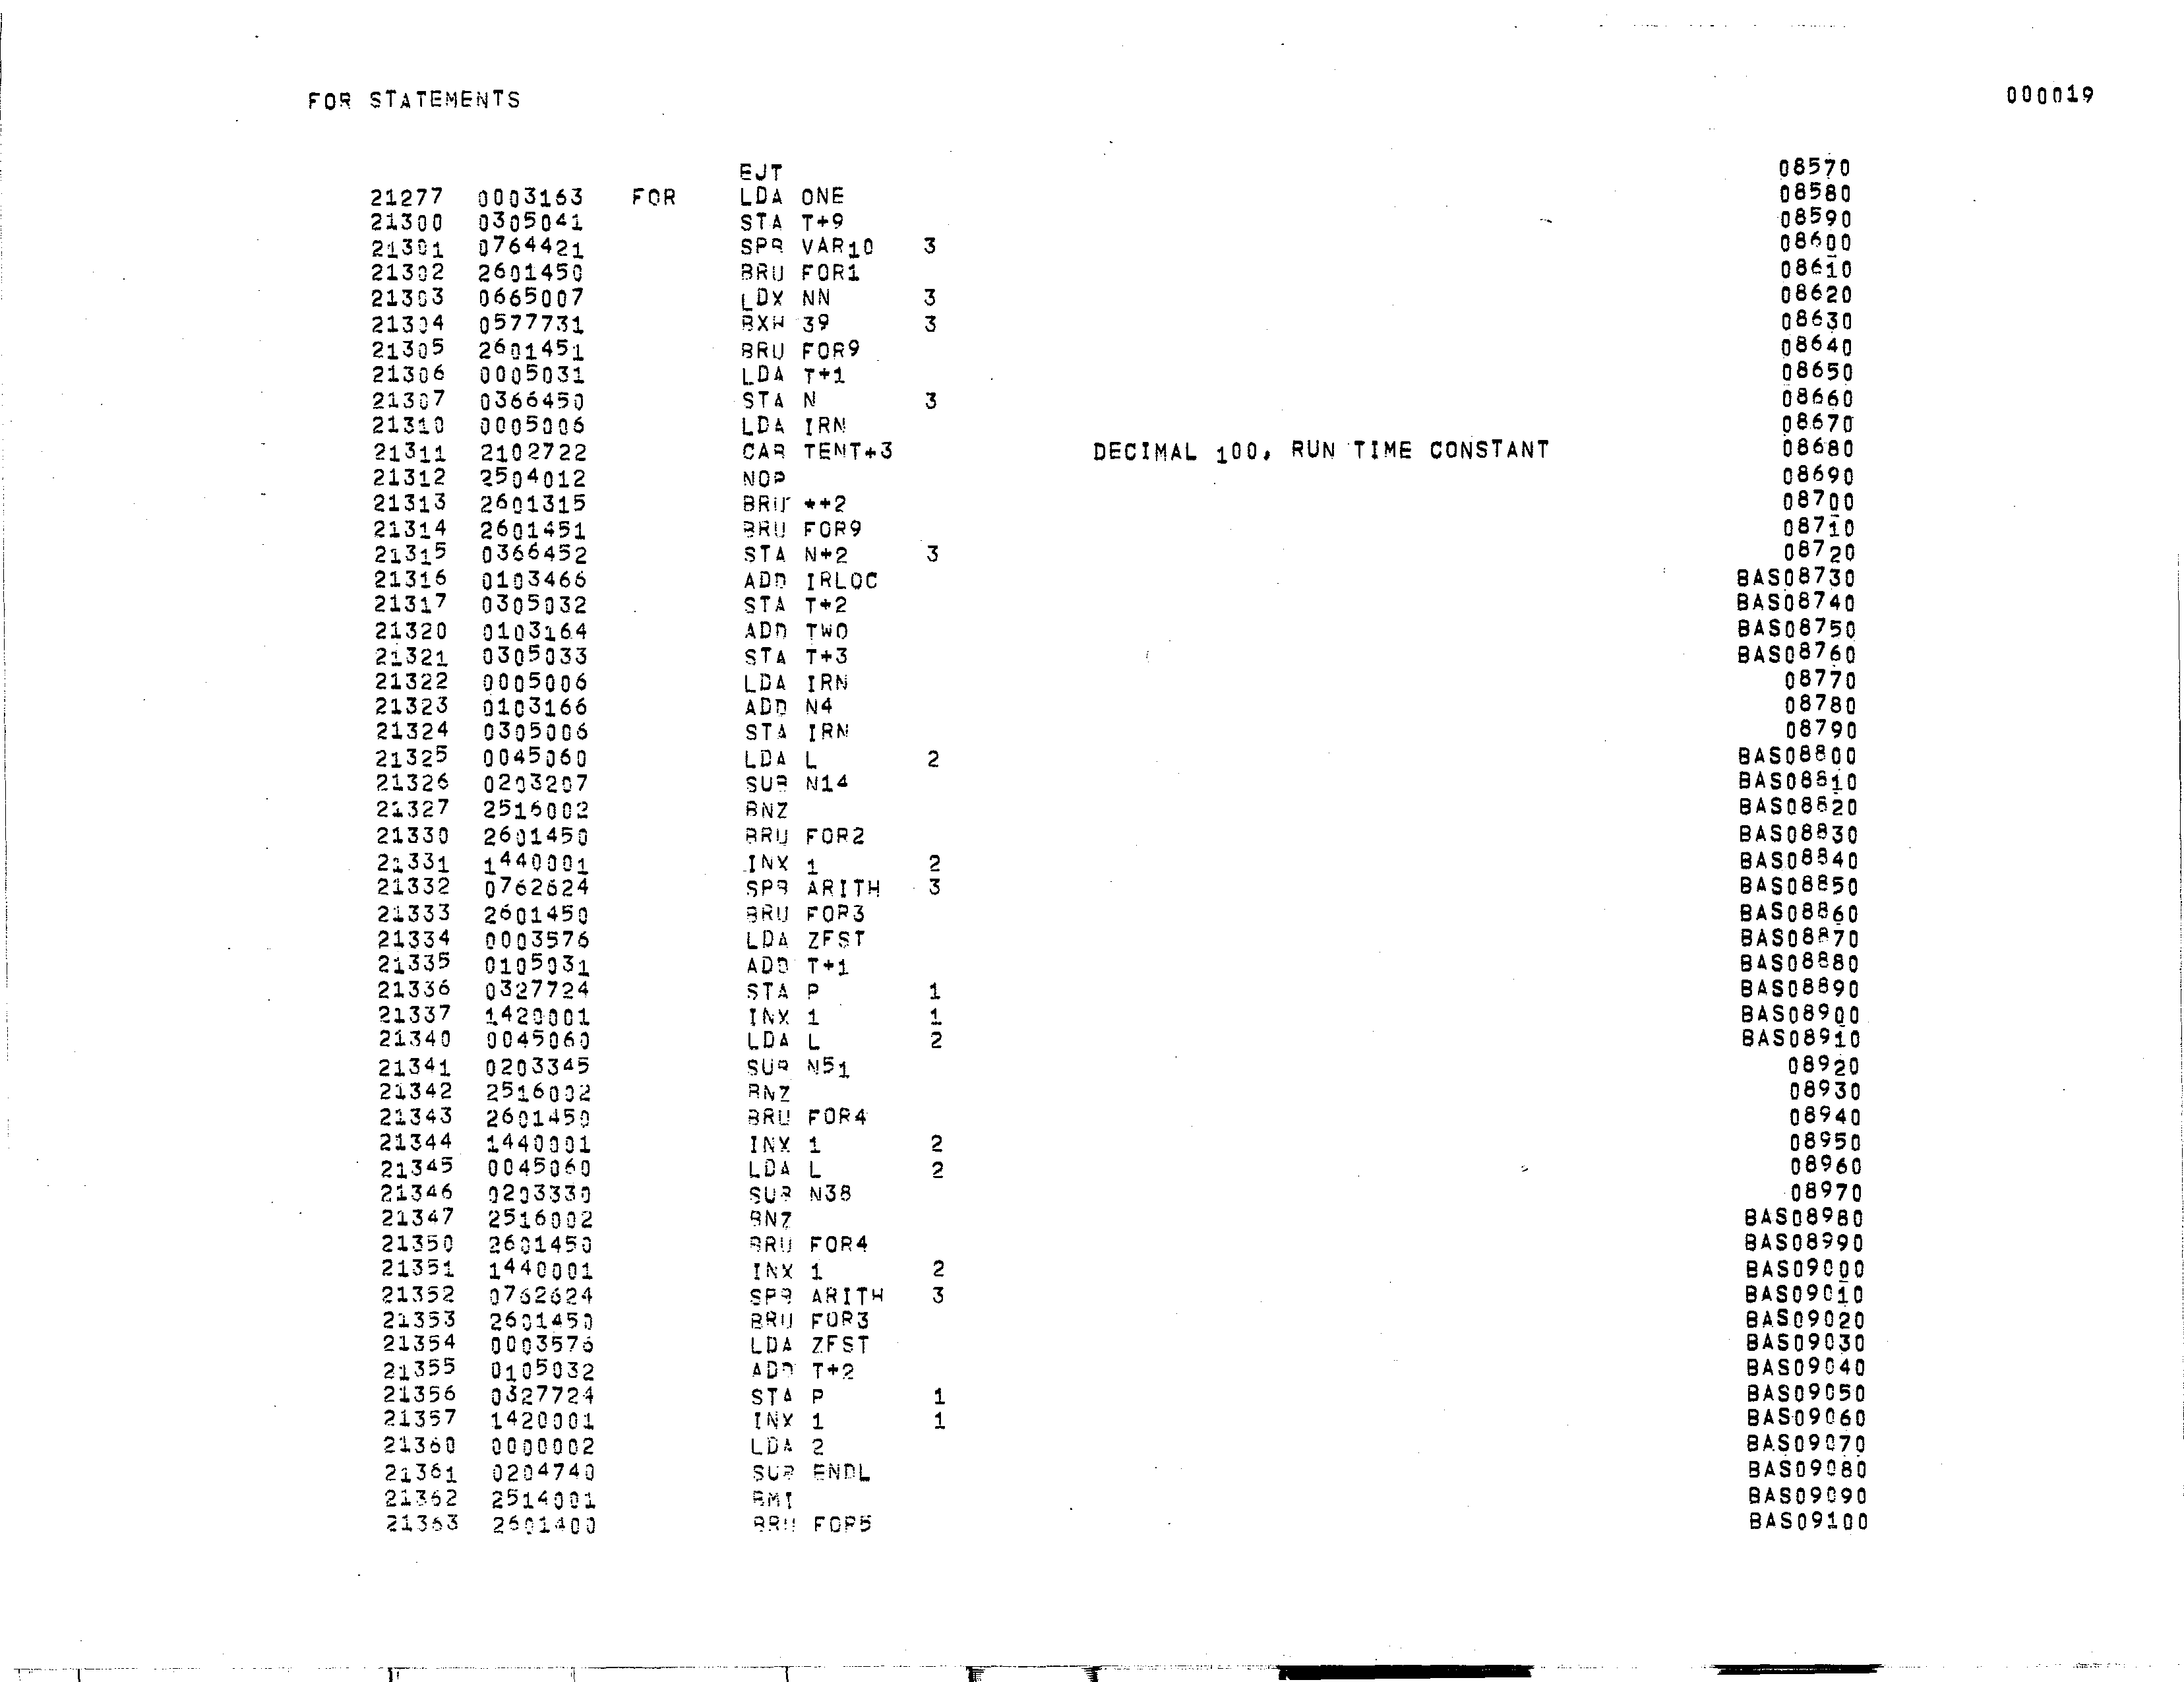 FOR STATEMENTS 000019
EJT 08570
21277 0003163 FOR LDA ONE 08580
21300 0305041 STA T+9 08590
21301 0764421 SPB VAR10 3 08600
21302 2601450 BRU FOR1 08610
21303 0665007 LDX NN 3 08620
21304 0577731 BXH 39 3 08630
21305 2601451 BRU FOR9 08640
21306 0005031 LDA T+1 08650
21307 0366450 STA N 3 08660
21310 0005006 LDA IRN 08670
21311 2102722 CAB TENT+3 DECIMAL 100, RUN TIME CONSTANT 08680
21312 2504012 NOP 08690
21313 2601315 BRU *+2 08700
21314 2601451 BRU FOR9 08710
21315 0366452 STA N+2 3 08720
21316 0103466 ADD IRLOC BAS08730
21317 0305032 STA T+2 BAS08740
21320 0103164 ADD TWO BAS08750
21321 0305033 STA T+3 BAS08760
21322 0005006 LDA IRN 08770
21323 0103166 ADD N4 08780
21324 0305006 STA IRN 08790
21325 0045060 LDA L 2 BAS08800
21326 0203207 SUB N14 BAS08810
21327 2516002 BNZ BAS08820
21330 2601450 BRU FOR2 BAS08830
21331 1440001 INX 1 2 BAS08840
21332 0762624 SPB ARITH 3 BAS08850
21333 2601450 BRU FOR3 BAS08860
21334 0003576 LDA ZFST BAS08870
21335 0105031 ADD T+1 BAS08880
21336 0327724 STA P 1 BAS08890
21337 1420001 INX 1 1 BAS08900
21340 0045060 LDA L 2 BAS08910
21341 0203345 SUB N51 08920
21342 2516002 BNZ 08930
21343 2601450 BRU FOR4 08940
21344 1440001 INX 1 2 08950
21345 0045060 LDA L 2 08960
21346 0203330 SUB N38 08970
21347 2516002 BNZ BAS08980
21350 2601450 BRU FOR4 BAS08990
21351 1440001 INX 1 2 BAS09000
21352 0762624 SPB ARITH 3 BAS09010
21353 2601450 BRU FOR3 BAS09020
21354 0003576 LDA ZFST BAS09030
21355 0105032 ADD T+2 BAS09040
21356 0327724 STA P 1 BAS09050
21357 1420001 INX 1 1 BAS09060
21360 0000002 LDA 2 BAS09070
21361 0204740 SUB ENDL BAS09080
21362 2514001 BMI BAS09090
21363 2601400 BRU FOR5 BAS09100